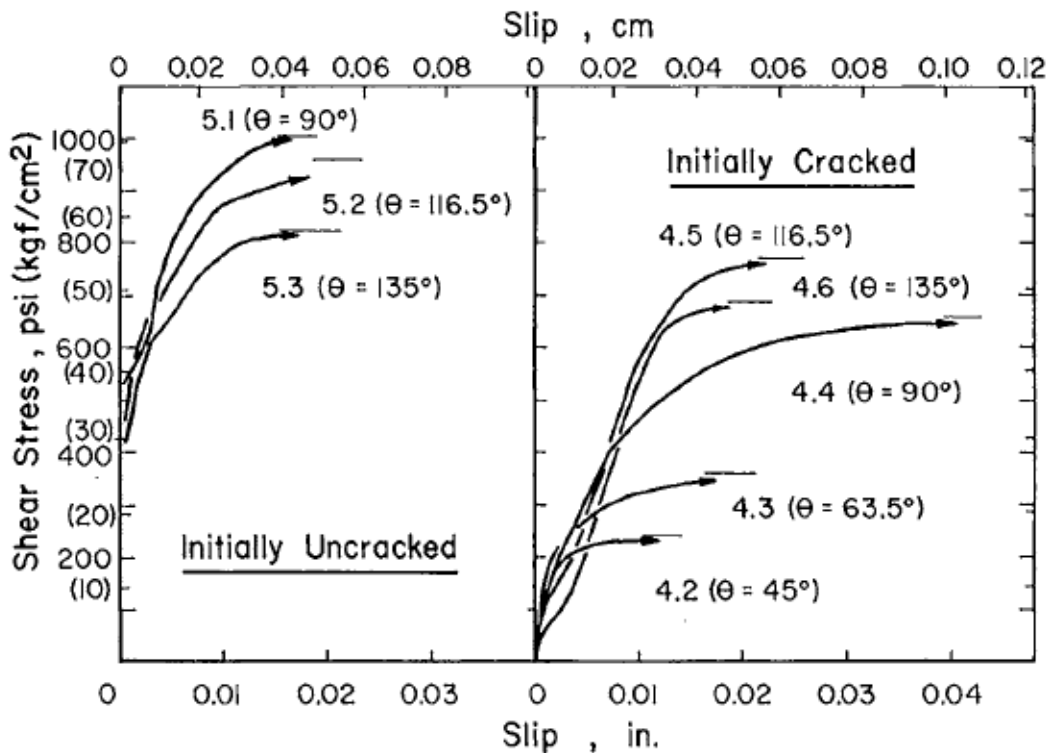 Slip , cm
0 0.02 0.04 0.06 0.08 0 0.02 0.04 0.06 0.08 0.10 0.12
Shear Stress, psi (kgf/cm2)
1000
(70)
(60)
800
(50)
600
(40)
(30)
400
(20)
200
(10)
5.1 (θ = 90°)
5.2 (θ = 116.5°)
5.3 (θ = 135°)
Initially Uncracked
Initially Cracked
4.5 (θ = 116.5°)
4.6 (θ = 135°)
4.4 (θ = 90°)
4.3 (θ = 63.5°)
4.2 (θ = 45°)
0 0.01 0.02 0.03 0 0.01 0.02 0.03 0.04
Slip , in.